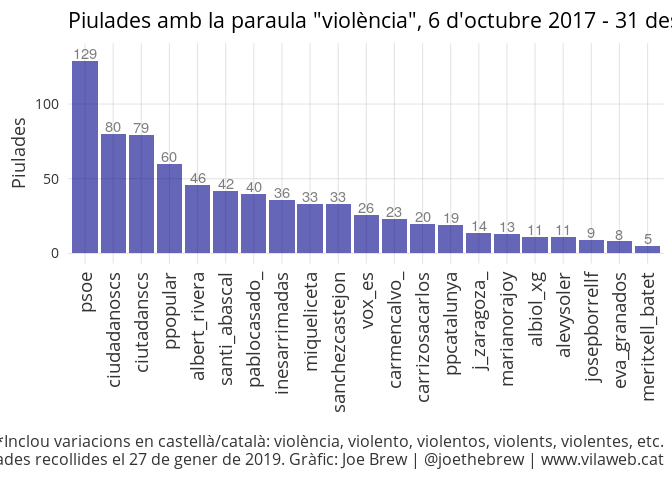 Piulades amb la paraula "violència", 6 d'octubre 2017 - 31 des
Piulades
100
50
0
129
80
79
60
46
42
40
36
33
33
26
23
20
19
14
13
11
11
9
8
5
psoe
ciudadanoscs
ciutadanscs
ppopular
albert_rivera
santi_abascal
pablocasado_
inesarrimadas
miqueliceta
sanchezcastejon
vox_es
carmencalvo_
carrizosacarlos
ppcatalunya
j_zaragoza_
marianorajoy
albiol_xg
alevysoler
josepborrellf
eva_granados
meritxell_batet
*Inclou variacions en castellà/català: violència, violento, violentos, violents, violentes, etc.
ades recollides el 27 de gener de 2019. Gràfic: Joe Brew | @joethebrew | www.vilaweb.cat